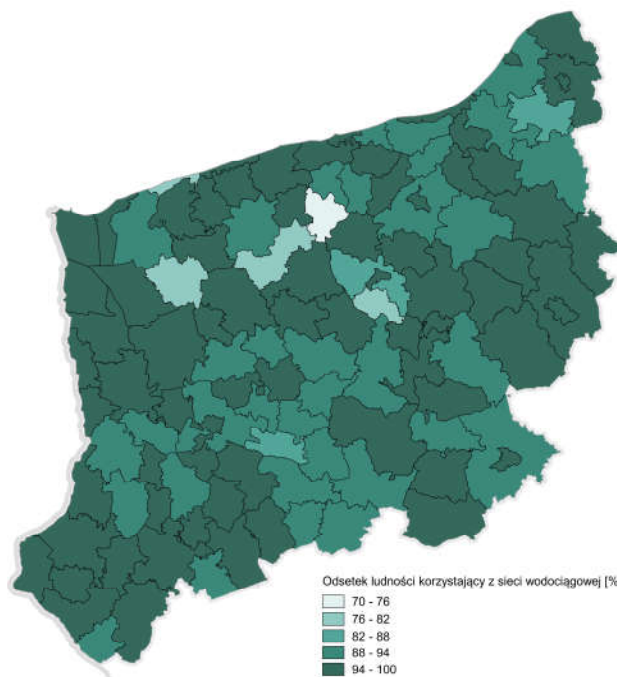 Odsetek ludności korzystający z sieci wodociągowej [%
70 - 76
76 - 82
82 - 88
88 - 94
94 - 100